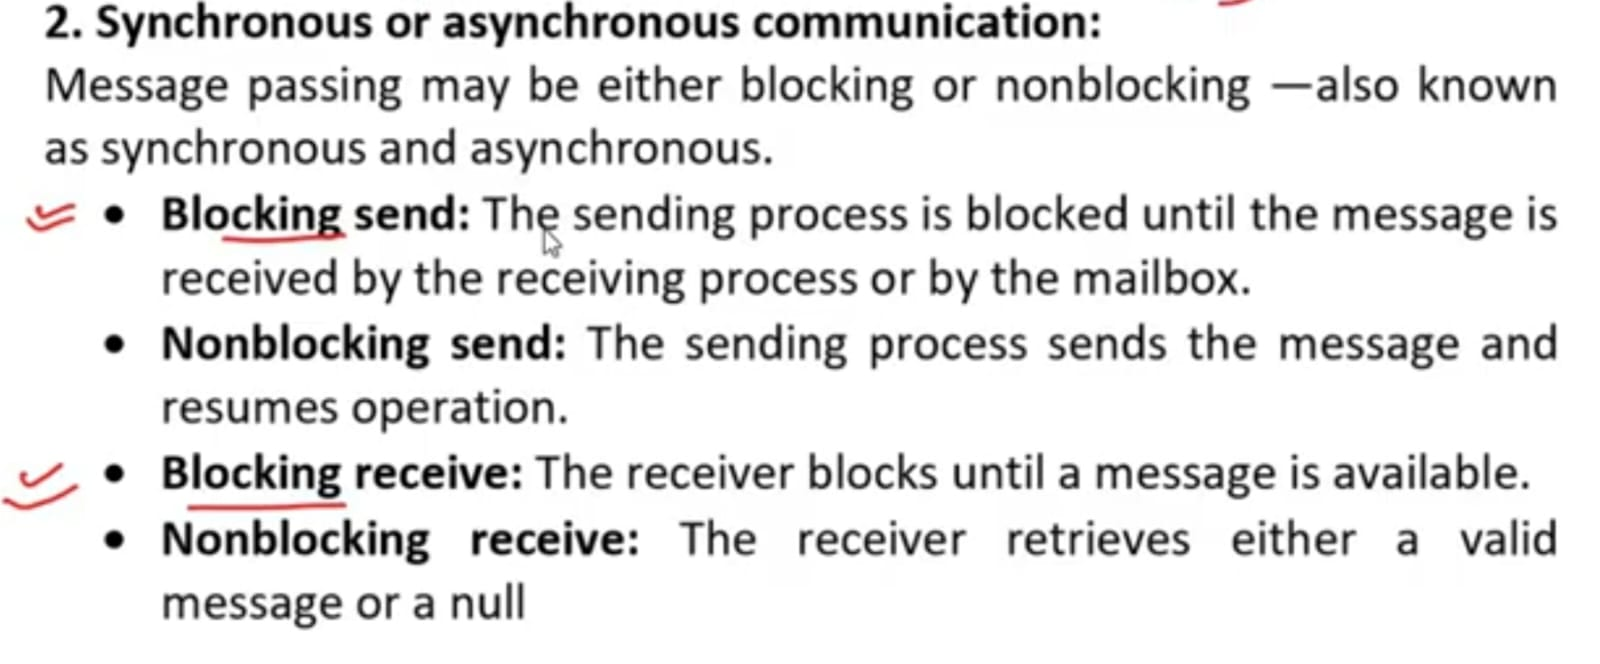 2. Synchronous or asynchronous communication:
Message passing may be either blocking or nonblocking —also known
as synchronous and asynchronous.
• Blocking send: The sending process is blocked until the message is
received by the receiving process or by the mailbox.
• Nonblocking send: The sending process sends the message and
resumes operation.
• Blocking receive: The receiver blocks until a message is available.
• Nonblocking receive: The receiver retrieves either a valid
message or a null